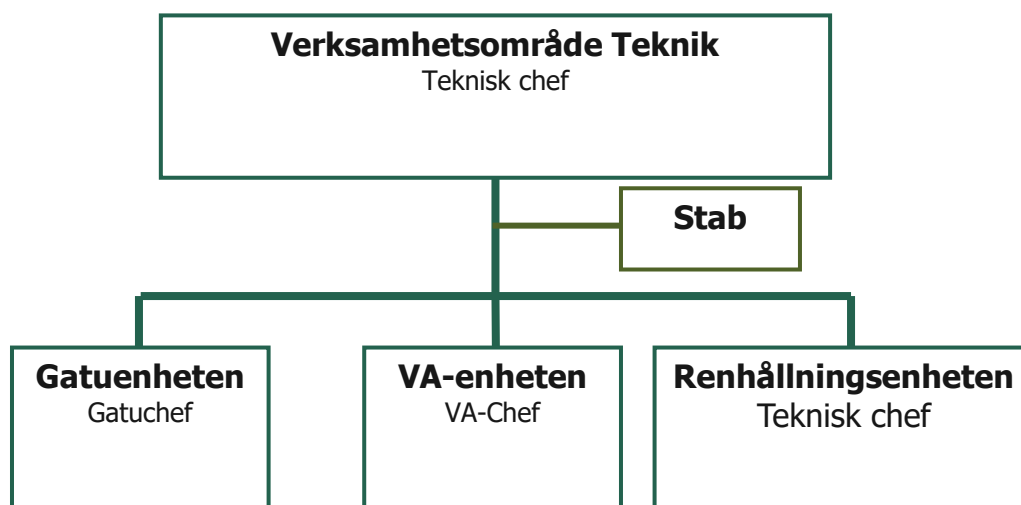 Verksamhetsområde Teknik
Teknisk chef
Stab
Gatuenheten
Gatuchef
VA-enheten
VA-Chef
Renhållningsenheten
Teknisk chef